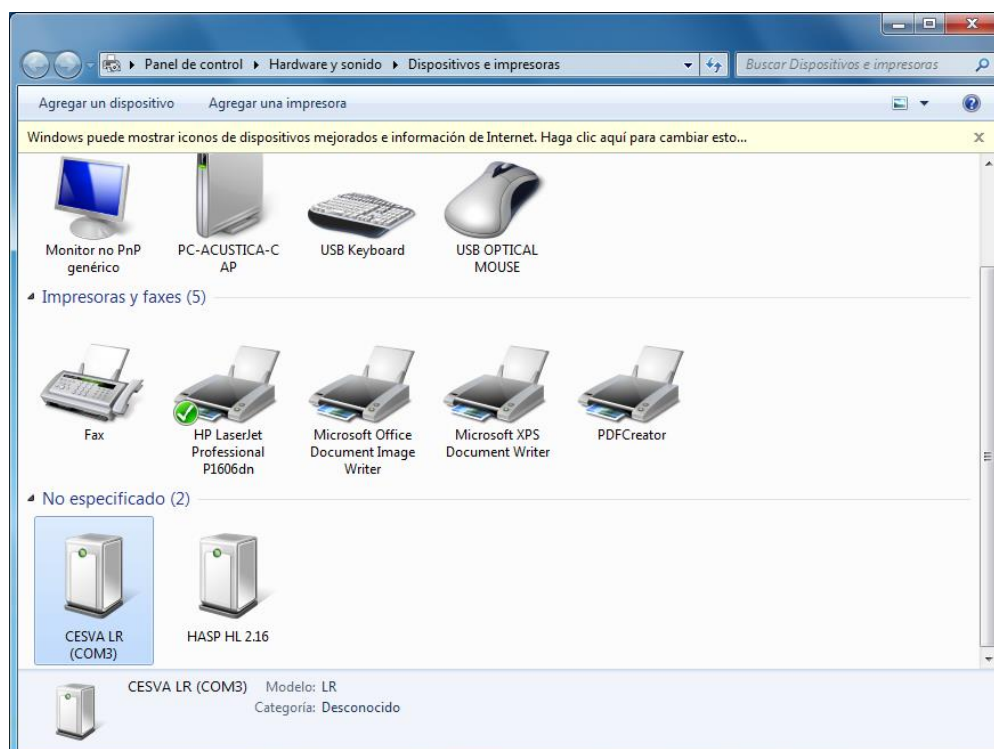 Panel de control Hardware y sonido Dispositivos e impresoras
Buscar Dispositivos e impresoras
Agregar un dispositivo Agregar una impresora
Windows puede mostrar iconos de dispositivos mejorados e información de Internet. Haga clic aquí para cambiar esto...
Monitor no PnP
genérico
PC-ACUSTICA-C
AP
USB Keyboard
USB OPTICAL
MOUSE
Impresoras y faxes (5)
Fax
HP LaserJet
Professional
P1606dn
Microsoft Office
Document Image
Writer
Microsoft XPS
Document Writer
PDFCreator
No especificado (2)
CESVA LR
(COM3)
HASP HL 2.16
CESVA LR (COM3) Modelo: LR
Categoría: Desconocido